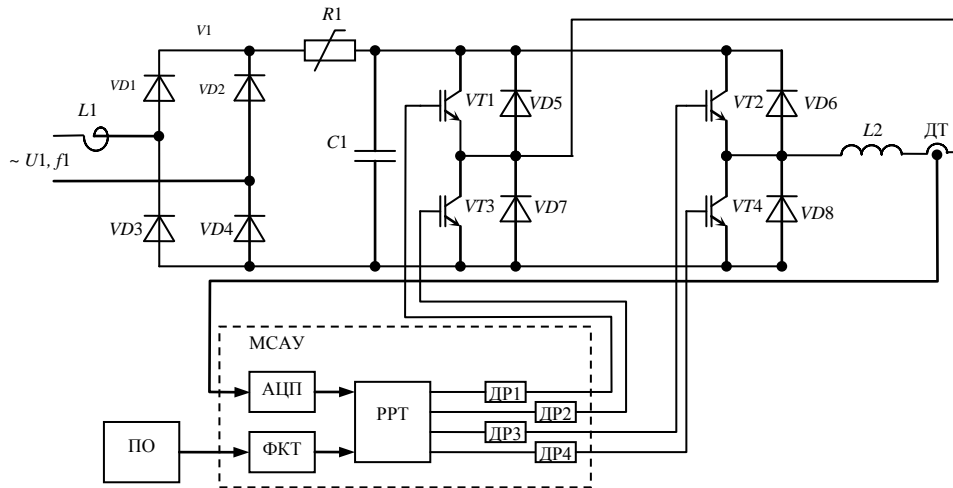 R1
V1
VD1
VD2
VT1
VD5
VT2
VD6
L1
C1
L2
ДТ
~ U1, f1
VD3
VD4
VT3
VD7
VT4
VD8
МСАУ
АЦП
РРТ
ДР1
ДР2
ДР3
ДР4
ПО
ФКТ